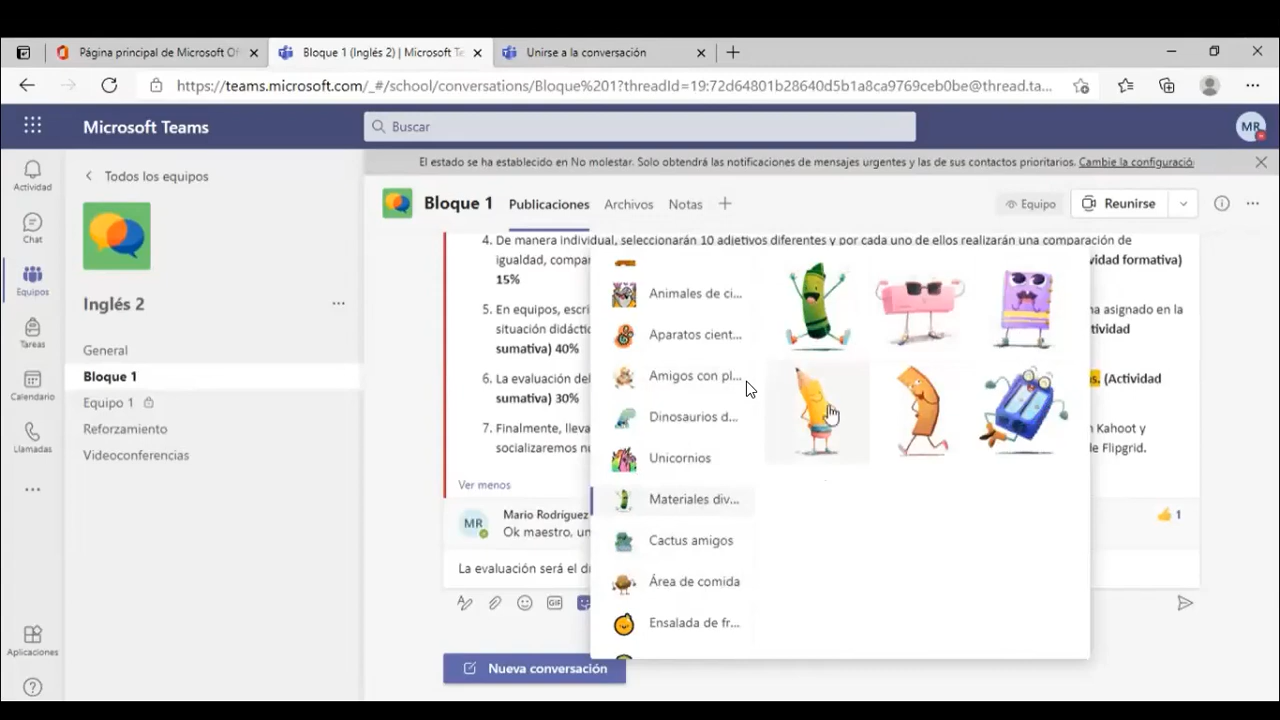 Página principal de Microsoft Of
Bloque 1 (Inglés 2) | Microsoft Te
Unirse a la conversación
https://teams.microsoft.com/_#/school/conversations/Bloque%201?threadId=19:72d64801b28640d5b1a8ca9769ceb0be@thread.ta...
Microsoft Teams
Buscar
MR
El estado se ha establecido en No molestar. Solo obtendrá las notificaciones de mensajes urgentes y las de sus contactos prioritarios. Cambie la configuració
Actividad
Chat
Equipos
Tareas
Calendario
Llamadas
Aplicaciones
Todos los equipos
Inglés 2
General
Bloque 1
Equipo 1
Reforzamiento
Videoconferencias
Bloque 1
Publicaciones
Archivos
Notas
Equipo
Reunirse
4. De manera individual, seleccionarán 10 adjetivos diferentes y por cada uno de ellos realizarán una comparación de
igualdad, compa
vidad formativa)
15%
5. En equipos, escri
na asignado en la
situación didáctic
tividad
sumativa) 40%
6. La evaluación del
s. (Actividad
sumativa) 30%
7. Finalmente, lleva
n Kahoot y
socializaremos nu
e Flipgrid.
Ver menos
MR
Mario Rodríguez
Ok maestro, un
1
La evaluación será el d
GIF
Nueva conversación
Animales de ci...
Aparatos cient...
Amigos con pl...
Dinosaurios d...
Unicornios
Materiales div...
Cactus amigos
Área de comida
Ensalada de fr...